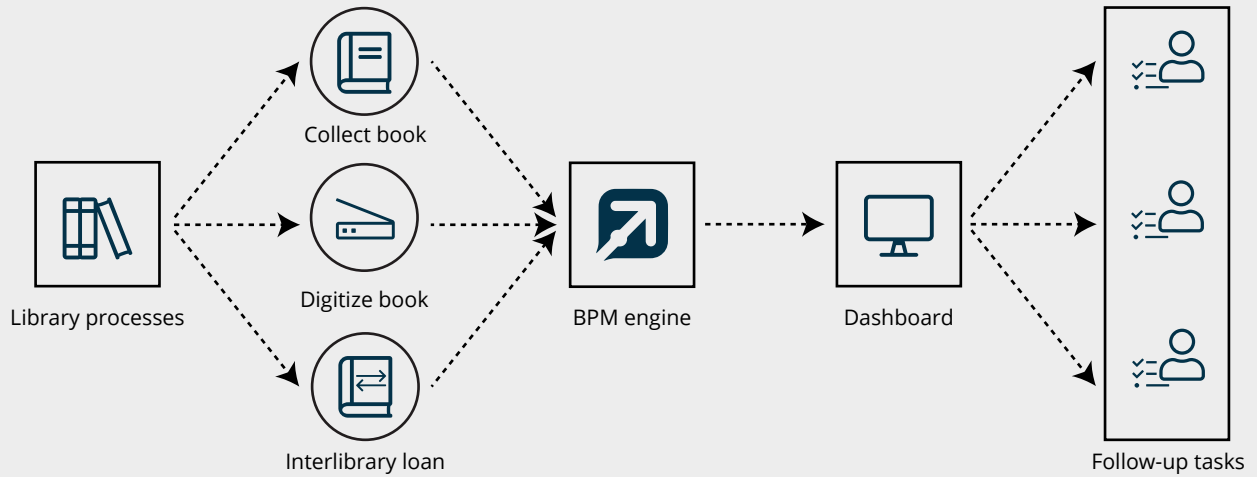 Collect book
Digitize book
Library processes
BPM engine
Dashboard
Interlibrary loan
Follow-up tasks